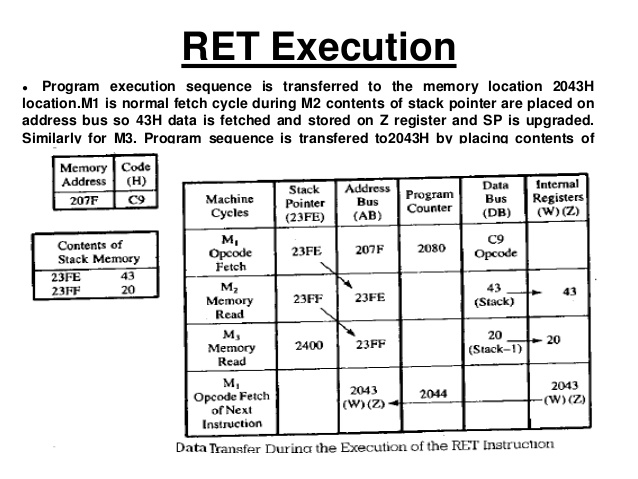 RET Execution
• Program execution sequence is transferred to the memory location 2043H
location.M1 is normal fetch cycle during M2 contents of stack pointer are placed on
address bus so 43H data is fetched and stored on Z register and SP is upgraded.
Similarly for M3. Program sequence is transfered to2043H by placing contents of
Memory Address Code (H)
207F C9
Contents of
Stack Memory
23FE 43
23FF 20
Machine Cycles Stack Pointer (23FE) Address Bus (AB) Program Counter Data Bus (DB) Internal Registers (W) (Z)
M1 Opcode Fetch 23FE 207F 2080 C9 Opcode
M2 Memory Read 23FF 23FE 43 (Stack) 43
M3 Memory Read 2400 23FF 20 (Stack–1) 20
M1 Opcode Fetch of Next Instruction 2043 (W) (Z) 2044 2043 (W) (Z)
Data Transfer During the Execution of the RET Instruction